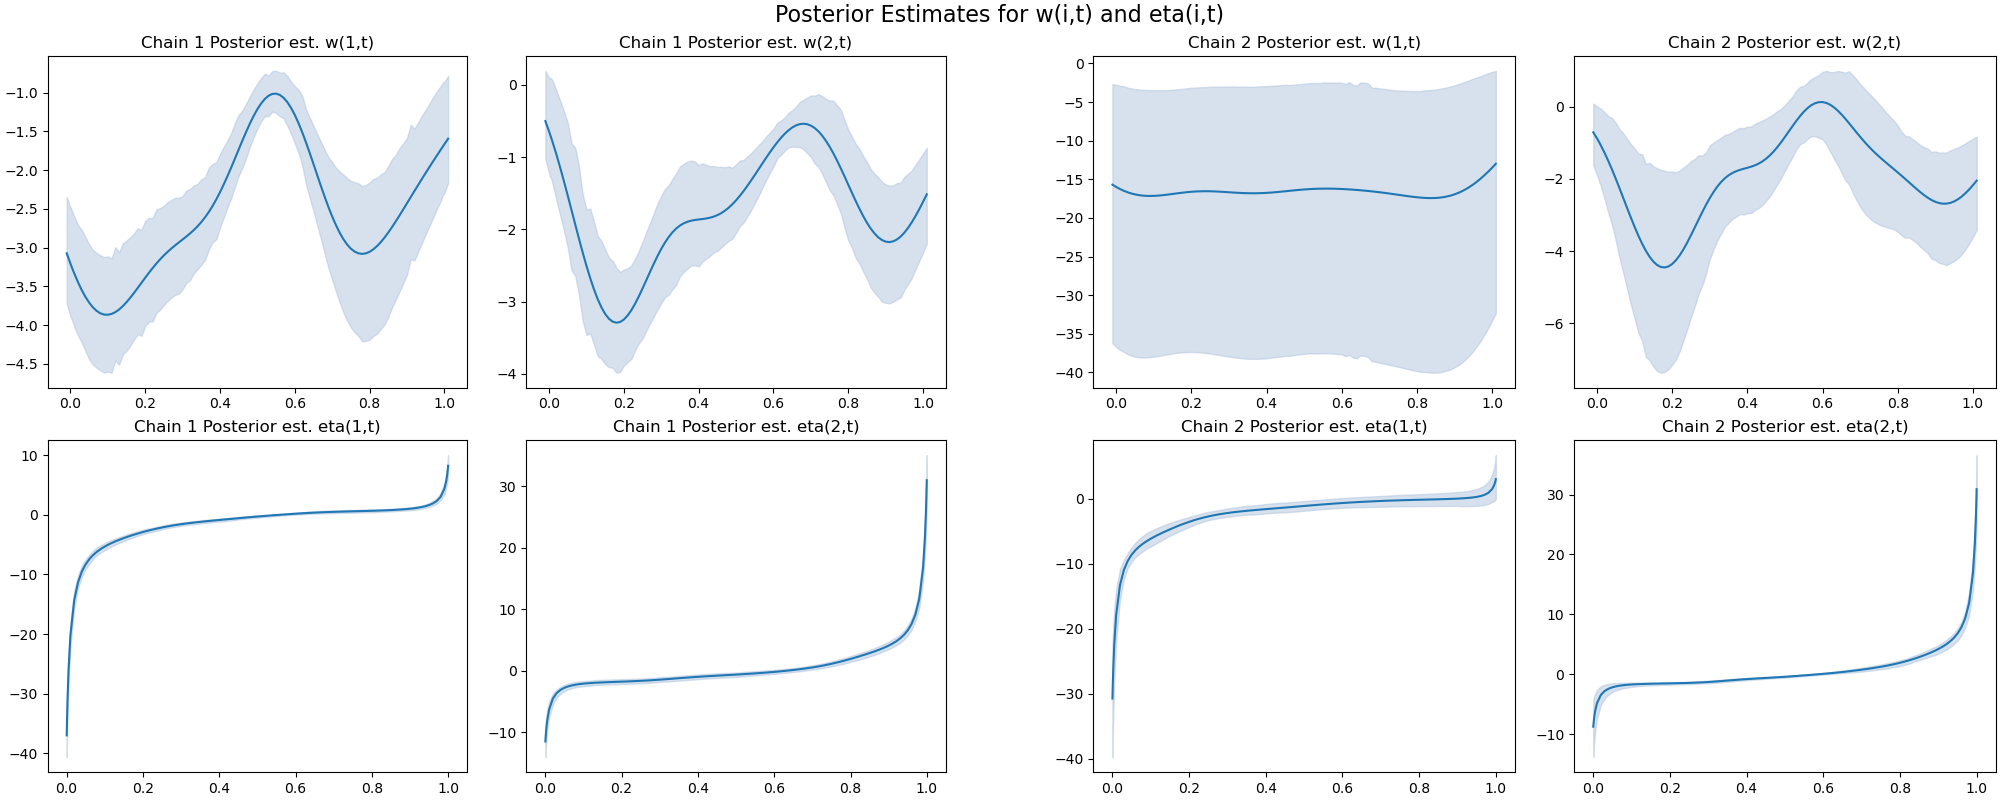 Posterior Estimates for w(i,t) and eta(i,t)
Chain 1 Posterior est. w(1,t)
−1.0
−1.5
−2.0
−2.5
−3.0
−3.5
−4.0
−4.5
0.0 0.2 0.4 0.6 0.8 1.0
Chain 1 Posterior est. w(2,t)
0
−1
−2
−3
−4
0.0 0.2 0.4 0.6 0.8 1.0
Chain 2 Posterior est. w(1,t)
0
−5
−10
−15
−20
−25
−30
−35
−40
0.0 0.2 0.4 0.6 0.8 1.0
Chain 2 Posterior est. w(2,t)
0
−2
−4
−6
0.0 0.2 0.4 0.6 0.8 1.0
Chain 1 Posterior est. eta(1,t)
10
0
−10
−20
−30
−40
0.0 0.2 0.4 0.6 0.8 1.0
Chain 1 Posterior est. eta(2,t)
30
20
10
0
−10
0.0 0.2 0.4 0.6 0.8 1.0
Chain 2 Posterior est. eta(1,t)
0
−10
−20
−30
−40
0.0 0.2 0.4 0.6 0.8 1.0
Chain 2 Posterior est. eta(2,t)
30
20
10
0
−10
0.0 0.2 0.4 0.6 0.8 1.0